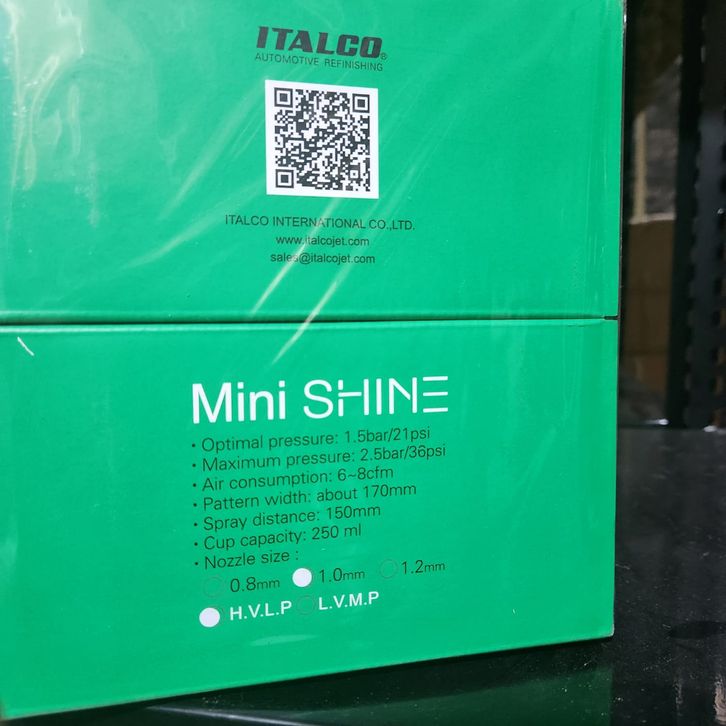 ITALCO®
AUTOMOTIVE REFINISHING
ITALCO INTERNATIONAL CO.,LTD.
www.italcojet.com
sales@italcojet.com
Mini SHINE
· Optimal pressure: 1.5bar/21psi
· Maximum pressure: 2.5bar/36psi
· Air consumption: 6~8cfm
· Pattern width: about 170mm
· Spray distance: 150mm
· Cup capacity: 250 ml
· Nozzle size :
0.8mm 1.0mm 1.2mm
H.V.L.P L.V.M.P